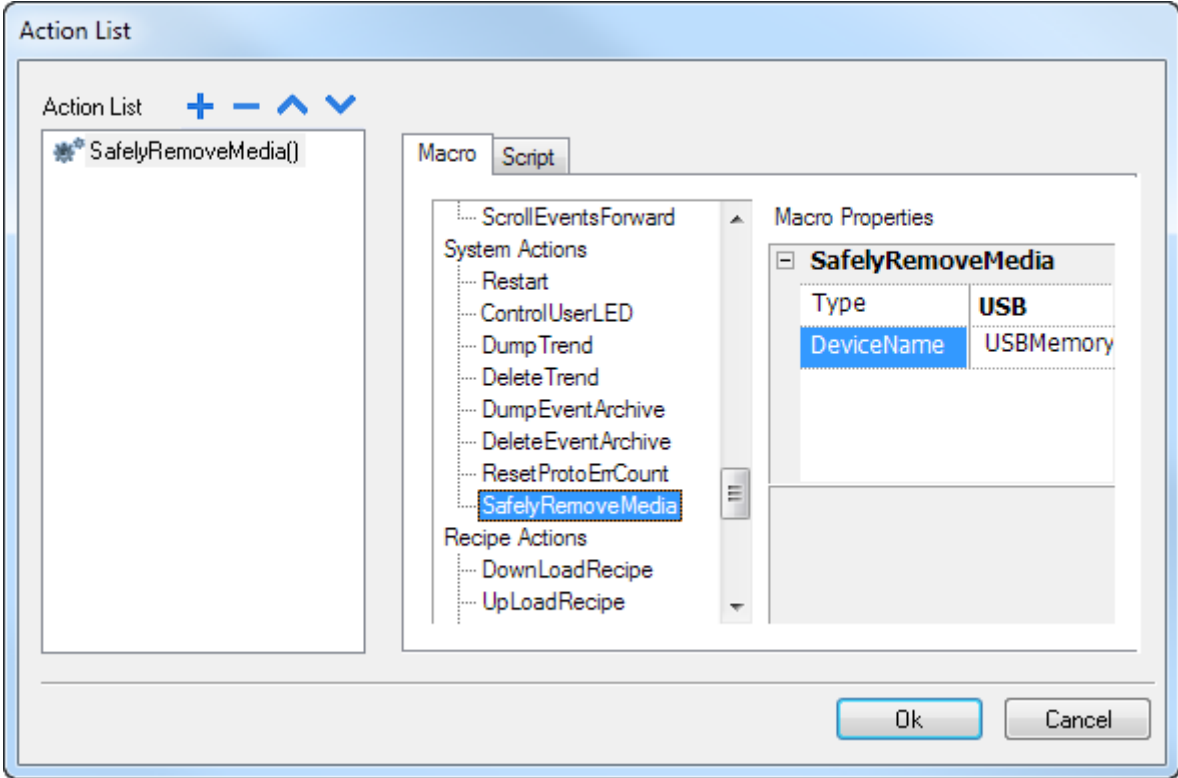 Action List
Action List
SafelyRemoveMedia()
Macro
Script
ScrollEventsForward
System Actions
Restart
ControlUserLED
DumpTrend
DeleteTrend
DumpEventArchive
DeleteEventArchive
ResetProtoErrCount
SafelyRemoveMedia
Recipe Actions
DownLoadRecipe
UpLoadRecipe
Macro Properties
SafelyRemoveMedia
Type USB
DeviceName USBMemory
Ok
Cancel